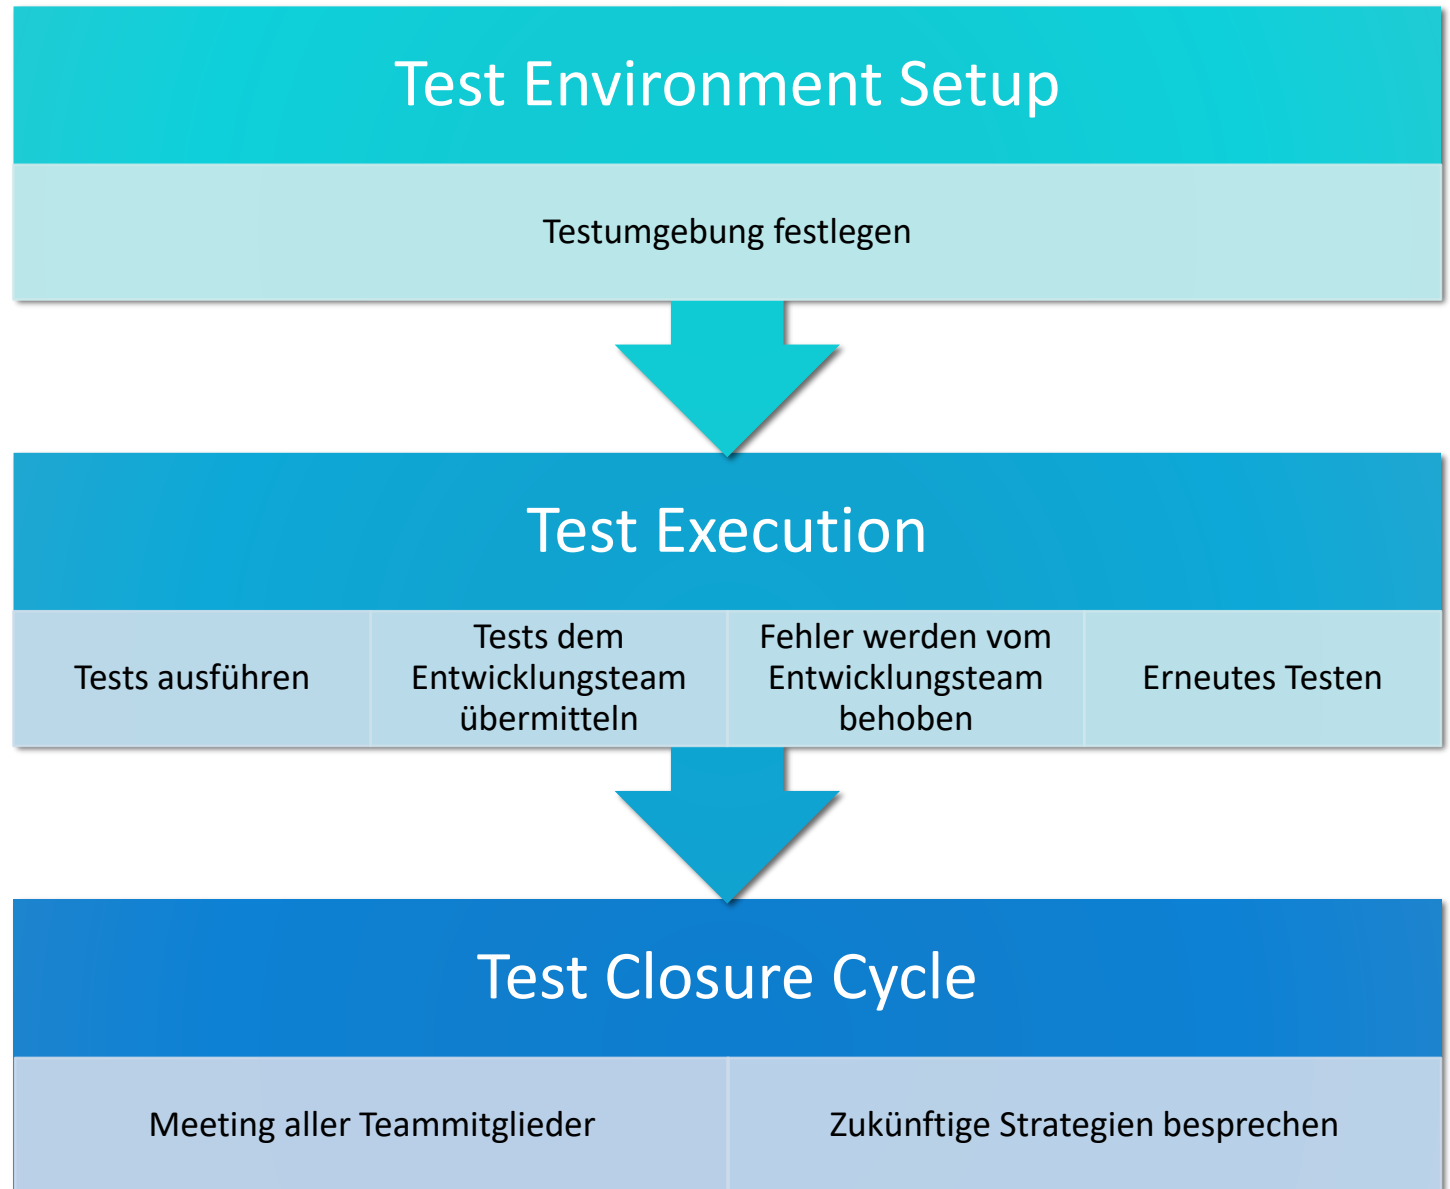 Test Environment Setup
Testumgebung festlegen
Test Execution
Tests ausführen
Tests dem
Entwicklungsteam
übermitteln
Fehler werden vom
Entwicklungsteam
behoben
Erneutes Testen
Test Closure Cycle
Meeting aller Teammitglieder
Zukünftige Strategien besprechen